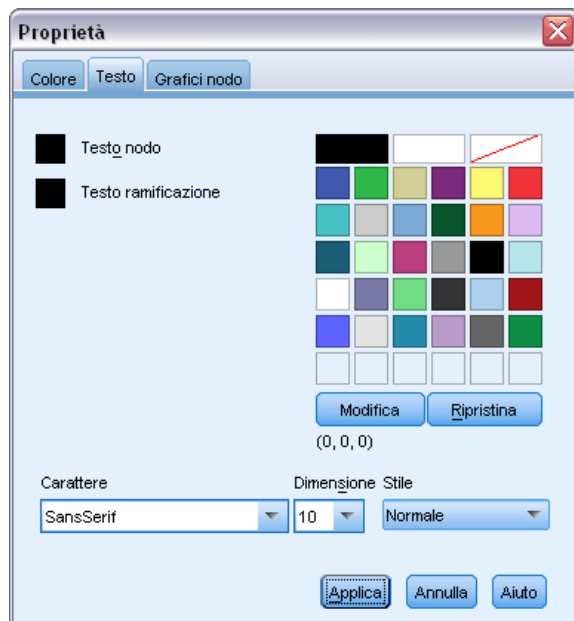 Proprietà
Colore Testo Grafici nodo
Testo nodo
Testo ramificazione
Modifica Ripristina
(0, 0, 0)
Carattere Dimensione Stile
SansSerif 10 Normale
Applica Annulla Aiuto